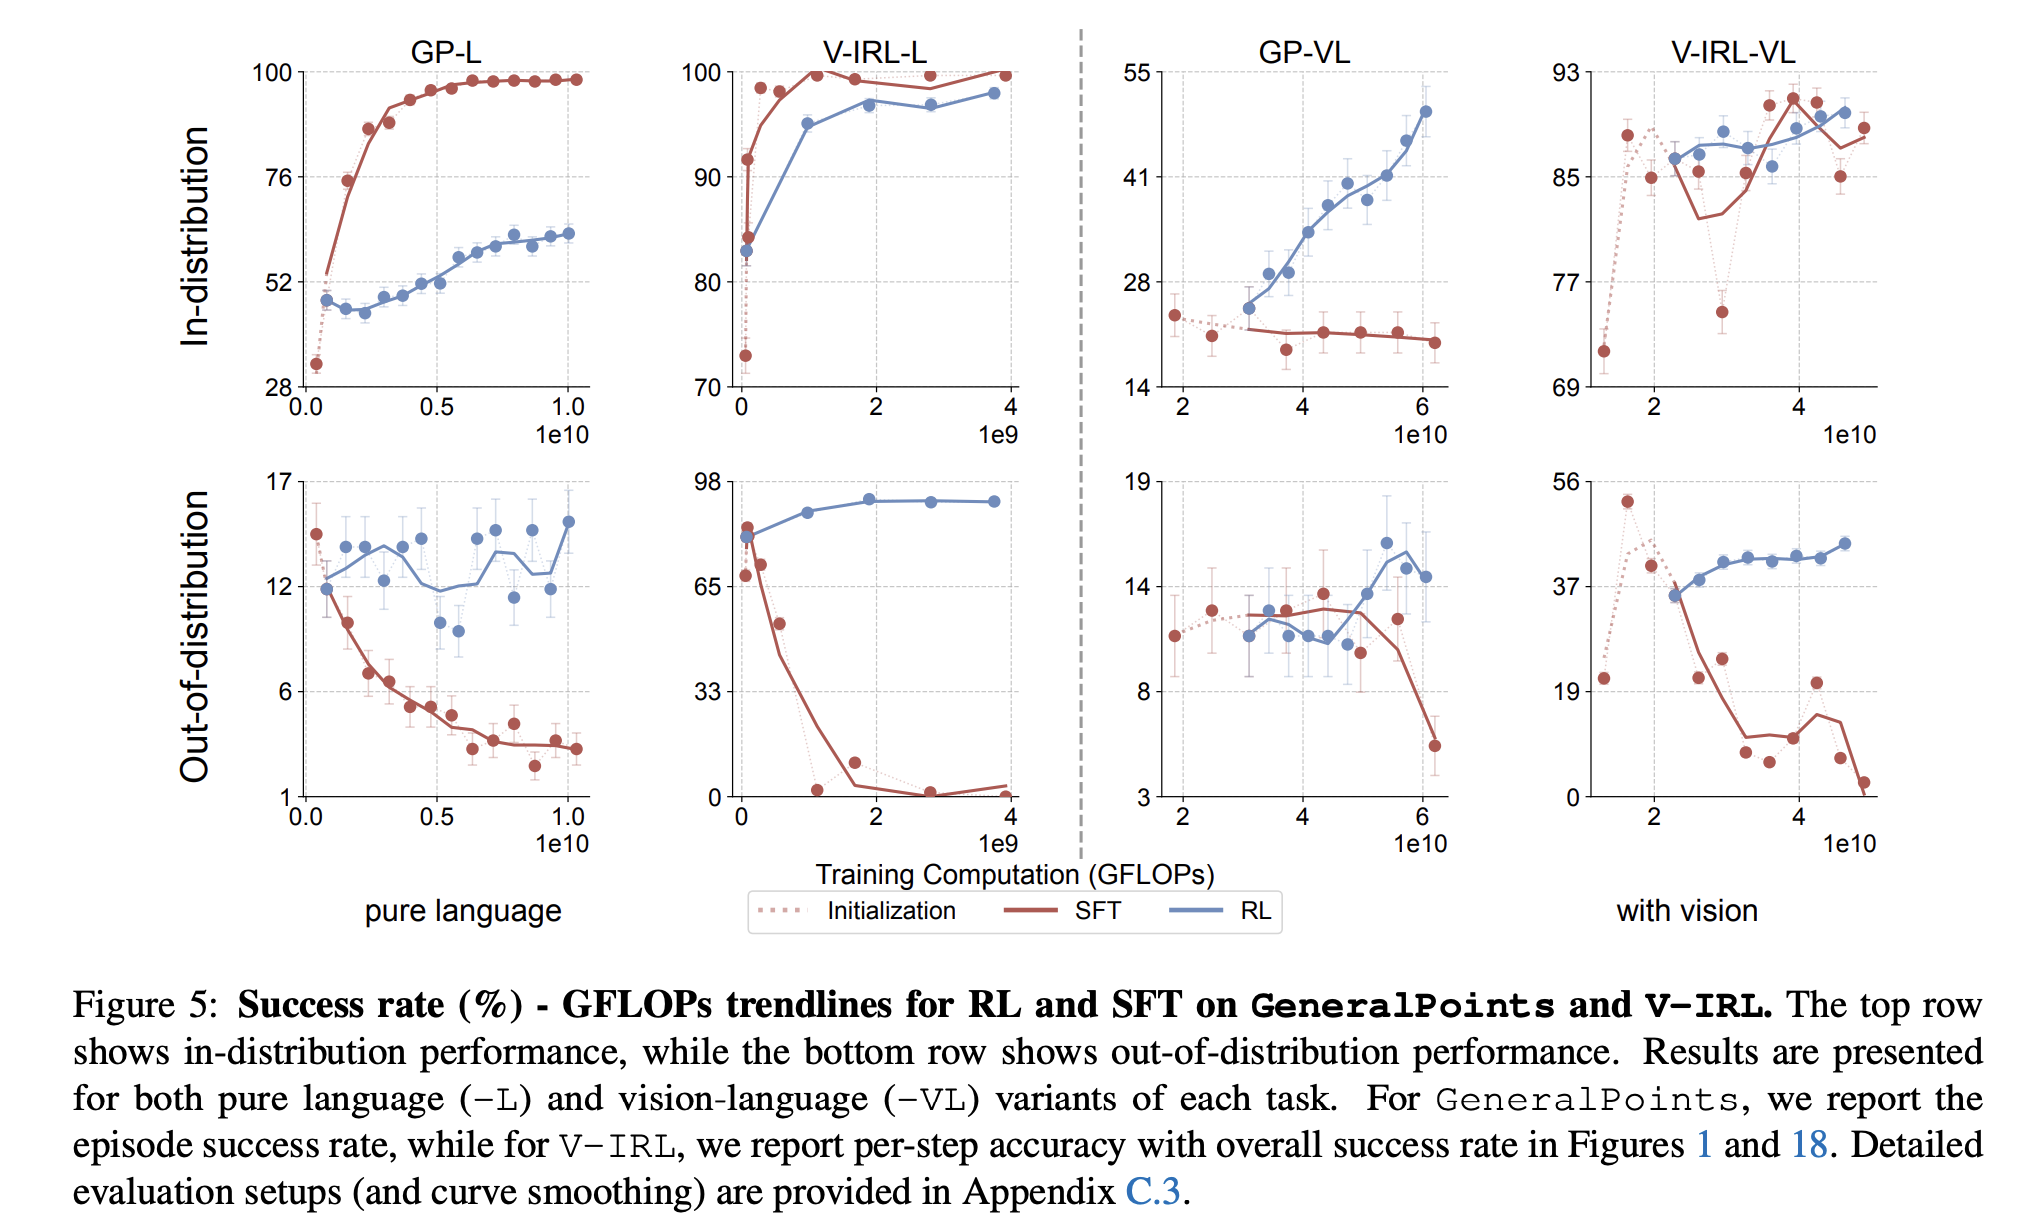 GP-L
V-IRL-L
GP-VL
V-IRL-VL
In-distribution
100
76
52
28
0.0 0.5 1.0
1e10
100
90
80
70
0 2 4
1e9
55
41
28
14
2 4 6
1e10
93
85
77
69
2 4
1e10
Out-of-distribution
17
12
6
1
0.0 0.5 1.0
1e10
98
65
33
0
0 2 4
1e9
19
14
8
3
2 4 6
1e10
56
37
19
0
2 4
1e10
Training Computation (GFLOPs)
pure language
Initialization SFT RL
with vision
Figure 5: Success rate (%) - GFLOPs trendlines for RL and SFT on GeneralPoints and V-IRL. The top row
shows in-distribution performance, while the bottom row shows out-of-distribution performance. Results are presented
for both pure language (-L) and vision-language (-VL) variants of each task. For GeneralPoints, we report the
episode success rate, while for V-IRL, we report per-step accuracy with overall success rate in Figures 1 and 18. Detailed
evaluation setups (and curve smoothing) are provided in Appendix C.3.